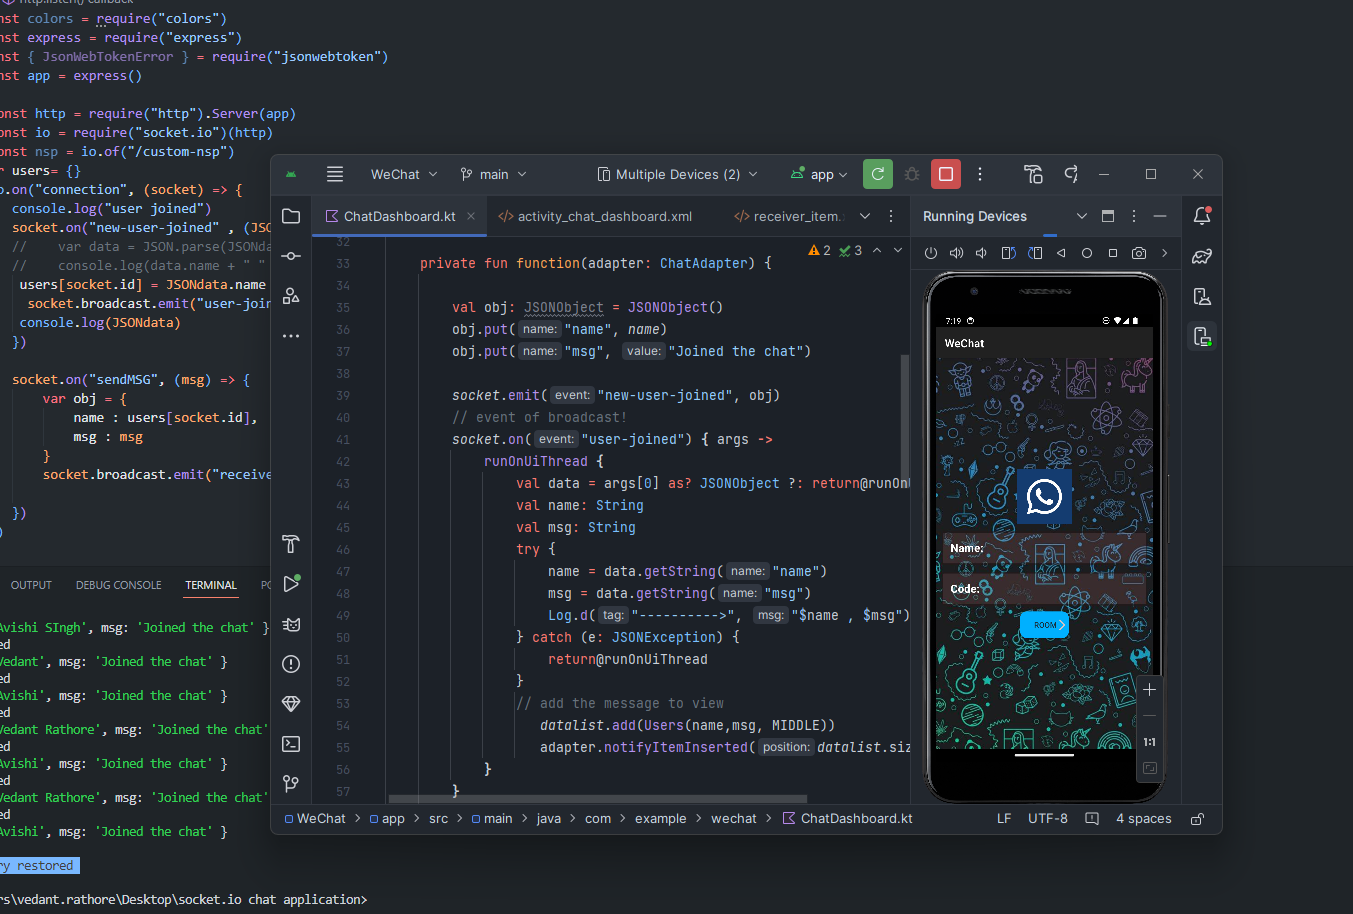 http.listen() callback
nst colors = require("colors")
nst express = require("express")
nst { JsonWebTokenError } = require("jsonwebtoken")
nst app = express()
onst http = require("http").Server(app)
onst io = require("socket.io")(http)
onst nsp = io.of("/custom-nsp")
r users= {}
o.on("connection", (socket) => {
console.log("user joined")
socket.on("new-user-joined" , (JSO
//    var data = JSON.parse(JSONda
//    console.log(data.name + " "
users[socket.id] = JSONdata.name
socket.broadcast.emit("user-join
console.log(JSONdata)
})
socket.on("sendMSG", (msg) => {
var obj = {
name : users[socket.id],
msg : msg
}
socket.broadcast.emit("receive
})
)
OUTPUT DEBUG CONSOLE TERMINAL PO
Avishi SIngh', msg: 'Joined the chat' }
ed
Vedant', msg: 'Joined the chat' }
ed
Avishi', msg: 'Joined the chat' }
ed
Vedant Rathore', msg: 'Joined the chat'
ed
Avishi', msg: 'Joined the chat' }
ed
Vedant Rathore', msg: 'Joined the chat'
ed
Avishi', msg: 'Joined the chat' }
ry restored
rs\vedant.rathore\Desktop\socket.io chat application>
WeChat main Multiple Devices (2) app
ChatDashboard.kt activity_chat_dashboard.xml receiver_item.
2 3
32
33 private fun function(adapter: ChatAdapter) {
34
35 val obj: JSONObject = JSONObject()
36 obj.put( name: "name", name)
37 obj.put( name: "msg", value: "Joined the chat")
38
39 socket.emit( event: "new-user-joined", obj)
40 // event of broadcast!
41 socket.on( event: "user-joined") { args ->
42 runOnUiThread {
43 val data = args[0] as? JSONObject ?: return@runOn
44 val name: String
45 val msg: String
46 try {
47 name = data.getString( name: "name")
48 msg = data.getString( name: "msg")
49 Log.d( tag: "---------->", msg: "$name , $msg")
50 } catch (e: JSONException) {
51 return@runOnUiThread
52 }
53 // add the message to view
54 datalist.add(Users(name,msg, MIDDLE))
55 adapter.notifyItemInserted( position: datalist.siz
56 }
57 }
Running Devices
7:19
WeChat
Name:
Code:
ROOM
1:1
WeChat > app > src > main > java > com > example > wechat > ChatDashboard.kt
LF UTF-8 4 spaces